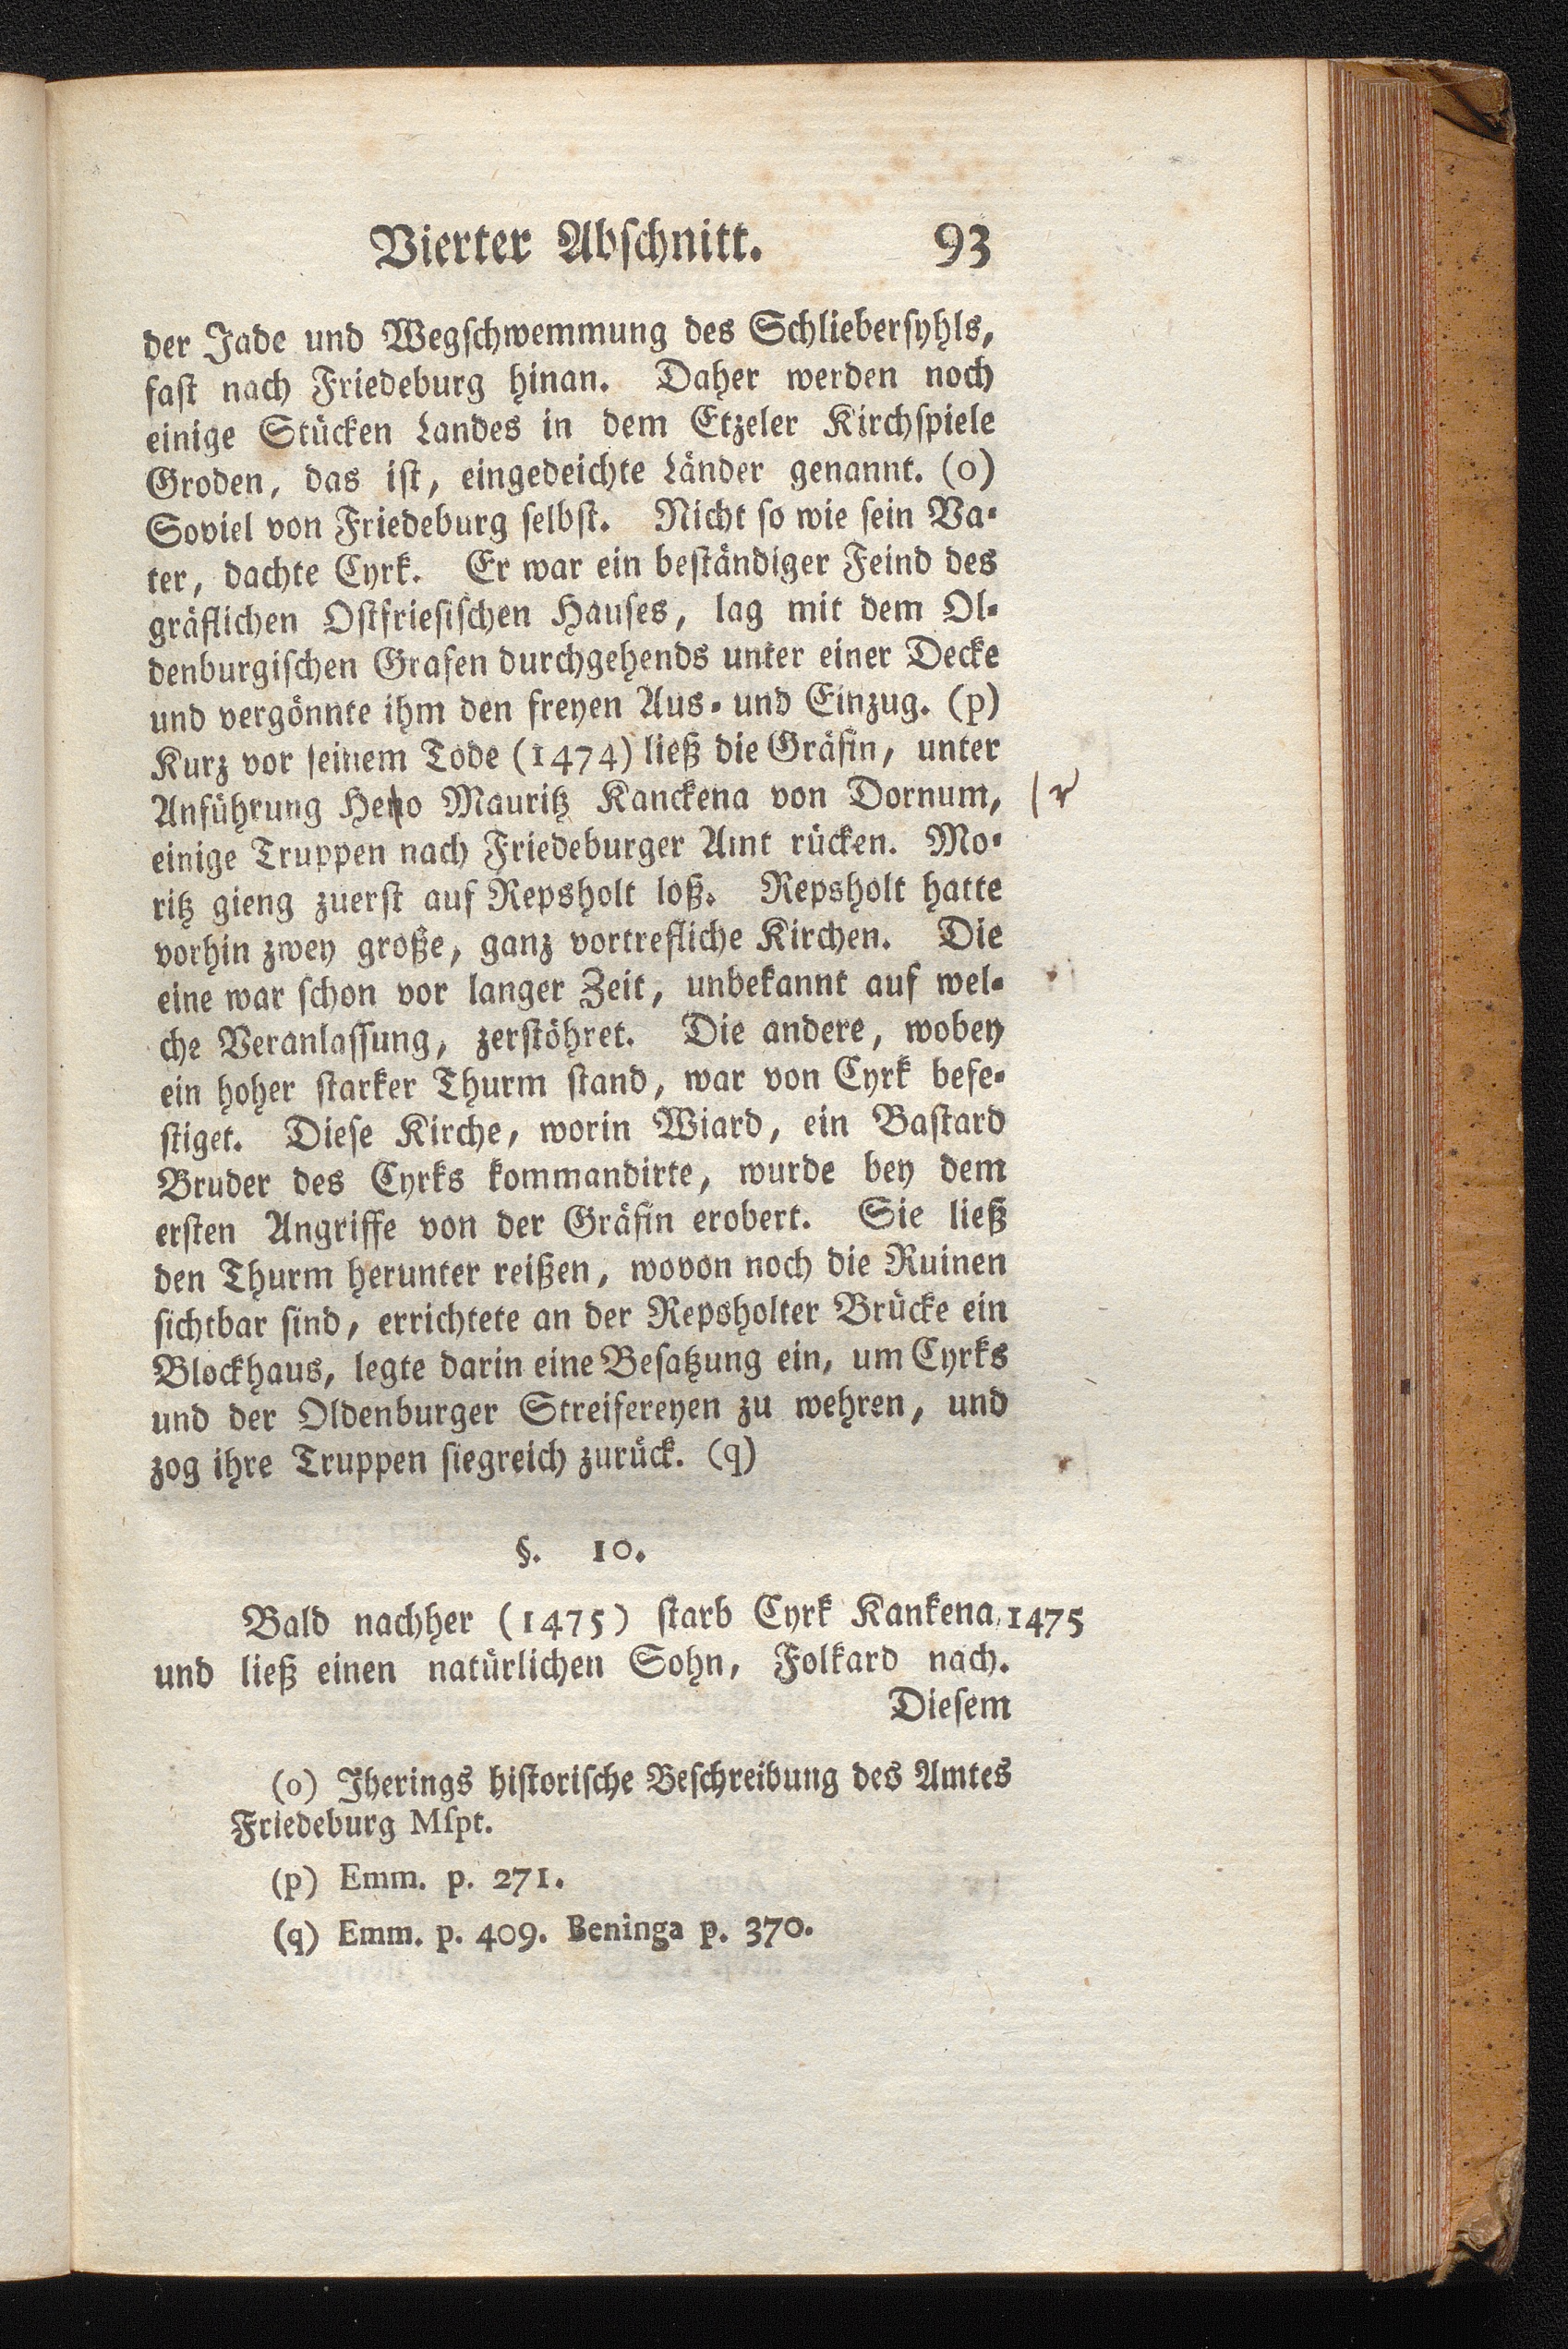 Vierter Abschnitt. 93
der Jade und Wegschwemmung des Schliebersyhls,
fast nach Friedeburg hinan. Daher werden noch
einige Stücken Landes in dem Etzeler Kirchspiele
Groden, das ist, eingedeichte Länder genannt. (o)
Soviel von Friedeburg selbst. Nicht so wie sein Va-
ter, dachte Cyrk. Er war ein beständiger Feind des
gräflichen Ostfriesischen Hauses, lag mit dem Ol-
denburgischen Grafen durchgehends unter einer Decke
und vergönnte ihm den freyen Aus- und Einzug. (p)
Kurz vor seinem Tode (1474) ließ die Gräfin, unter
Anführung Mauritz Kanckena von Dornum, r
einige Truppen nach Friedeburger Amt rücken. Mo-
ritz gieng zuerst auf Repsholt loß. Repsholt hatte
vorhin zwey große, ganz vortrefliche Kirchen. Die
eine war schon vor langer Zeit, unbekannt auf wel-
che Veranlassung, zerstöhret. Die andere, wobey
ein hoher starker Thurm stand, war von Cyrk befe-
stiget. Diese Kirche, worin Wiard, ein Bastard
Bruder des Cyrks kommandirte, wurde bey dem
ersten Angriffe von der Gräfin erobert. Sie ließ
den Thurm herunter reißen, wovon noch die Ruinen
sichtbar sind, errichtete an der Repsholter Brücke ein
Blockhaus, legte darin eine Besatzung ein, um Cyrks
und der Oldenburger Streifereyen zu wehren, und
zog ihre Truppen siegreich zurück. (q)
§. 10.
Bald nachher (1475) starb Cyrk Kankena, 1475
und ließ einen natürlichen Sohn, Folkard nach.
Diesem
(o) Iherings historische Beschreibung des Amtes
Friedeburg Mspt.
(p) Emm. p. 271.
(q) Emm. p. 409. Beninga p. 370.